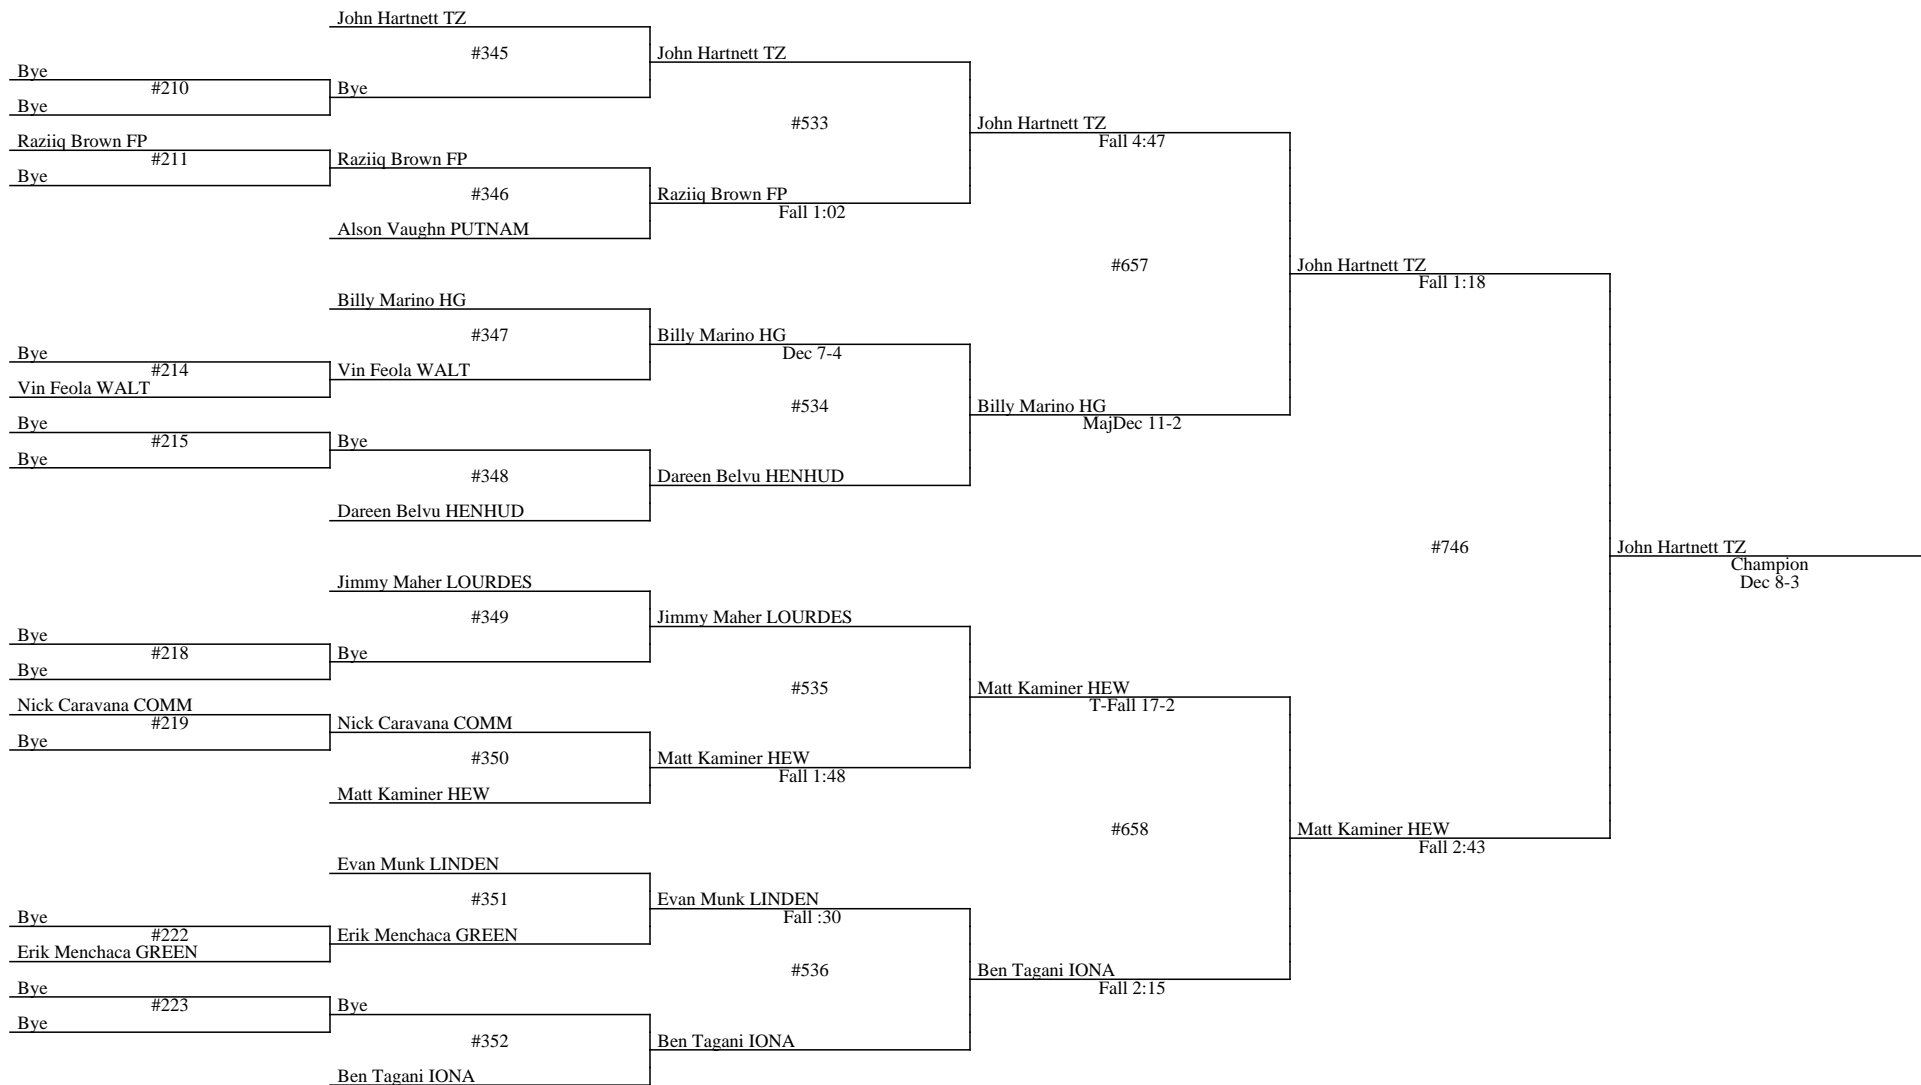 John Hartnett TZ
#345
John Hartnett TZ
Bye
#210
Bye
Bye
#533
John Hartnett TZ
Fall 4:47
Raziiq Brown FP
#211
Raziiq Brown FP
Bye
#346
Raziiq Brown FP
Fall 1:02
Alson Vaughn PUTNAM
#657
John Hartnett TZ
Fall 1:18
Billy Marino HG
#347
Billy Marino HG
Dec 7-4
Bye
#214
Vin Feola WALT
Vin Feola WALT
#534
Billy Marino HG
MajDec 11-2
Bye
#215
Bye
Bye
#348
Dareen Belvu HENHUD
Dareen Belvu HENHUD
#746
John Hartnett TZ
Champion
Dec 8-3
Jimmy Maher LOURDES
#349
Jimmy Maher LOURDES
Bye
#218
Bye
Bye
#535
Matt Kaminer HEW
T-Fall 17-2
Nick Caravana COMM
#219
Nick Caravana COMM
Bye
#350
Matt Kaminer HEW
Fall 1:48
Matt Kaminer HEW
#658
Matt Kaminer HEW
Fall 2:43
Evan Munk LINDEN
#351
Evan Munk LINDEN
Fall :30
Bye
#222
Erik Menchaca GREEN
Erik Menchaca GREEN
#536
Ben Tagani IONA
Fall 2:15
Bye
#223
Bye
Bye
#352
Ben Tagani IONA
Ben Tagani IONA